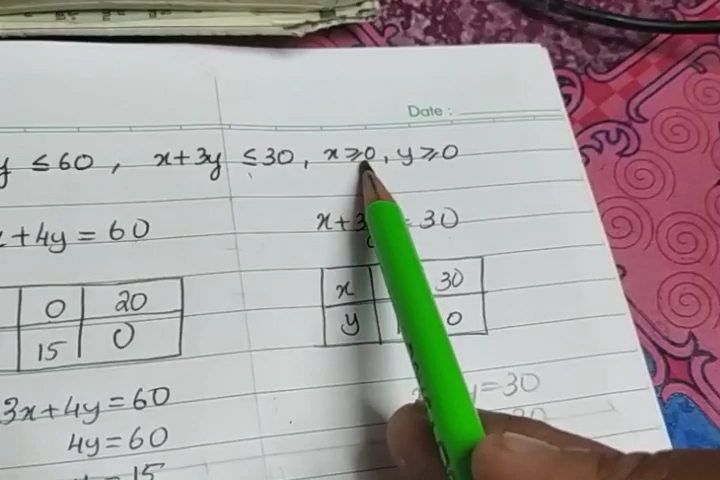 Date :
y ≤ 60 , x+3y ≤ 30 , x ≥ 0 , y ≥ 0
+ 4y = 60 x+3 = 30
0 20 x 30
15 0 y 0
3x+4y = 60 = 30
4y = 60
15